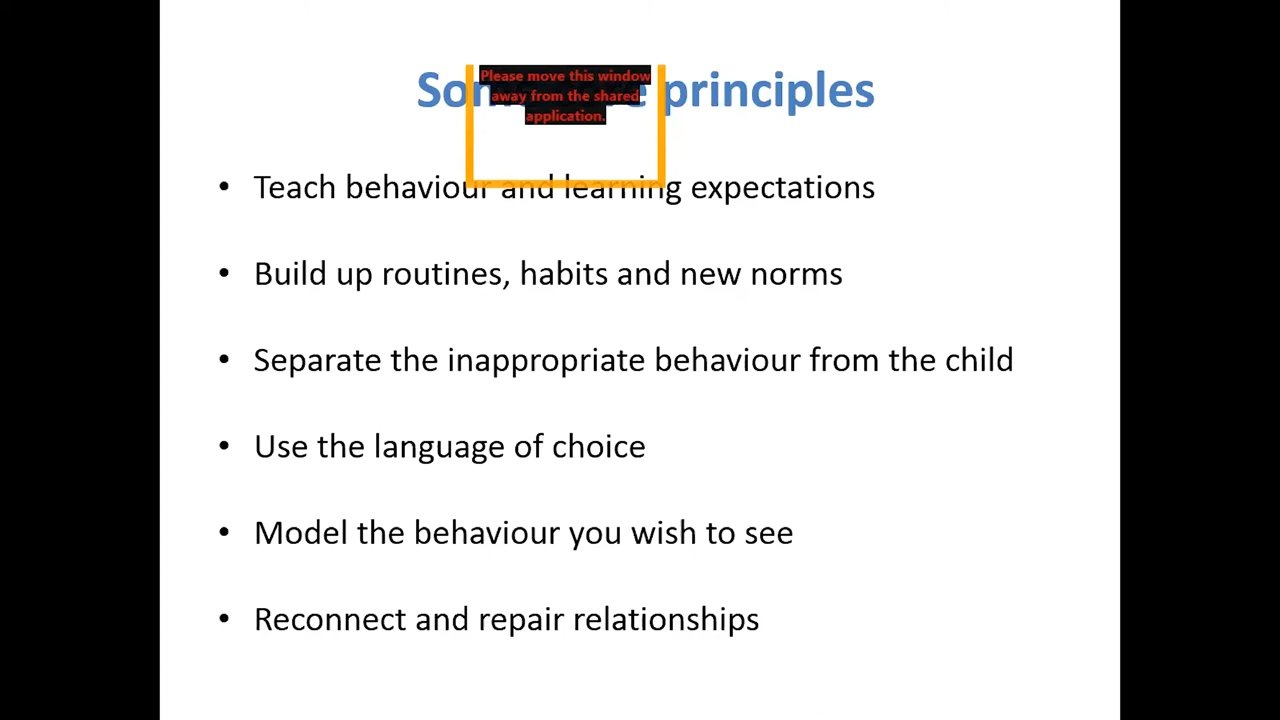 So principles
Please move this window
away from the shared
application.
• Teach behaviour and learning expectations
• Build up routines, habits and new norms
• Separate the inappropriate behaviour from the child
• Use the language of choice
• Model the behaviour you wish to see
• Reconnect and repair relationships